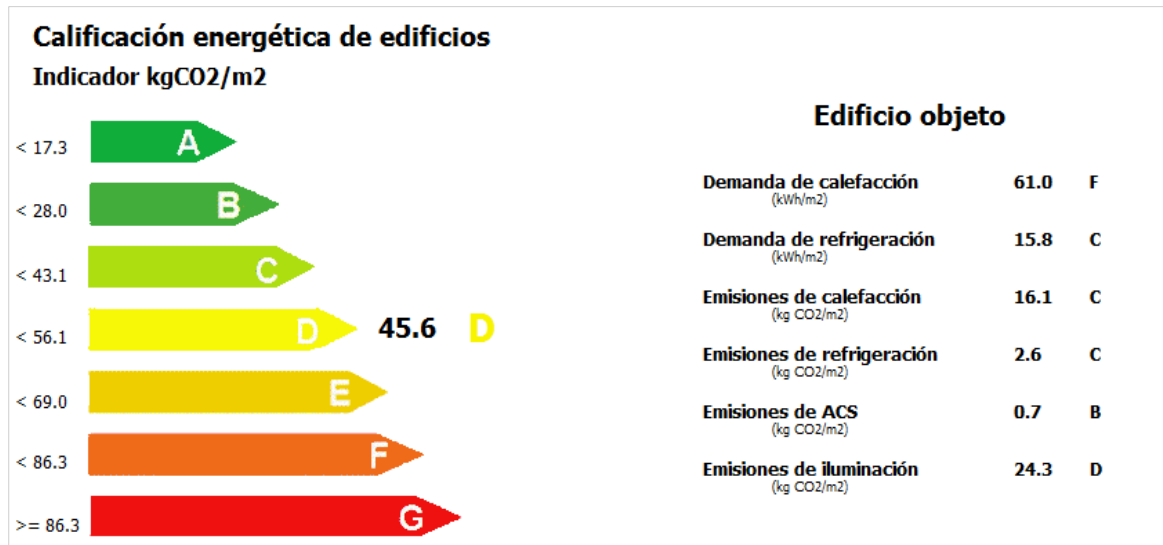 Calificación energética de edificios
Indicador kgCO2/m2
< 17.3 A
< 28.0 B
< 43.1 C
< 56.1 D 45.6 D
< 69.0 E
< 86.3 F
>= 86.3 G
Edificio objeto
Demanda de calefacción 61.0 F
(kWh/m2)
Demanda de refrigeración 15.8 C
(kWh/m2)
Emisiones de calefacción 16.1 C
(kg CO2/m2)
Emisiones de refrigeración 2.6 C
(kg CO2/m2)
Emisiones de ACS 0.7 B
(kg CO2/m2)
Emisiones de iluminación 24.3 D
(kg CO2/m2)